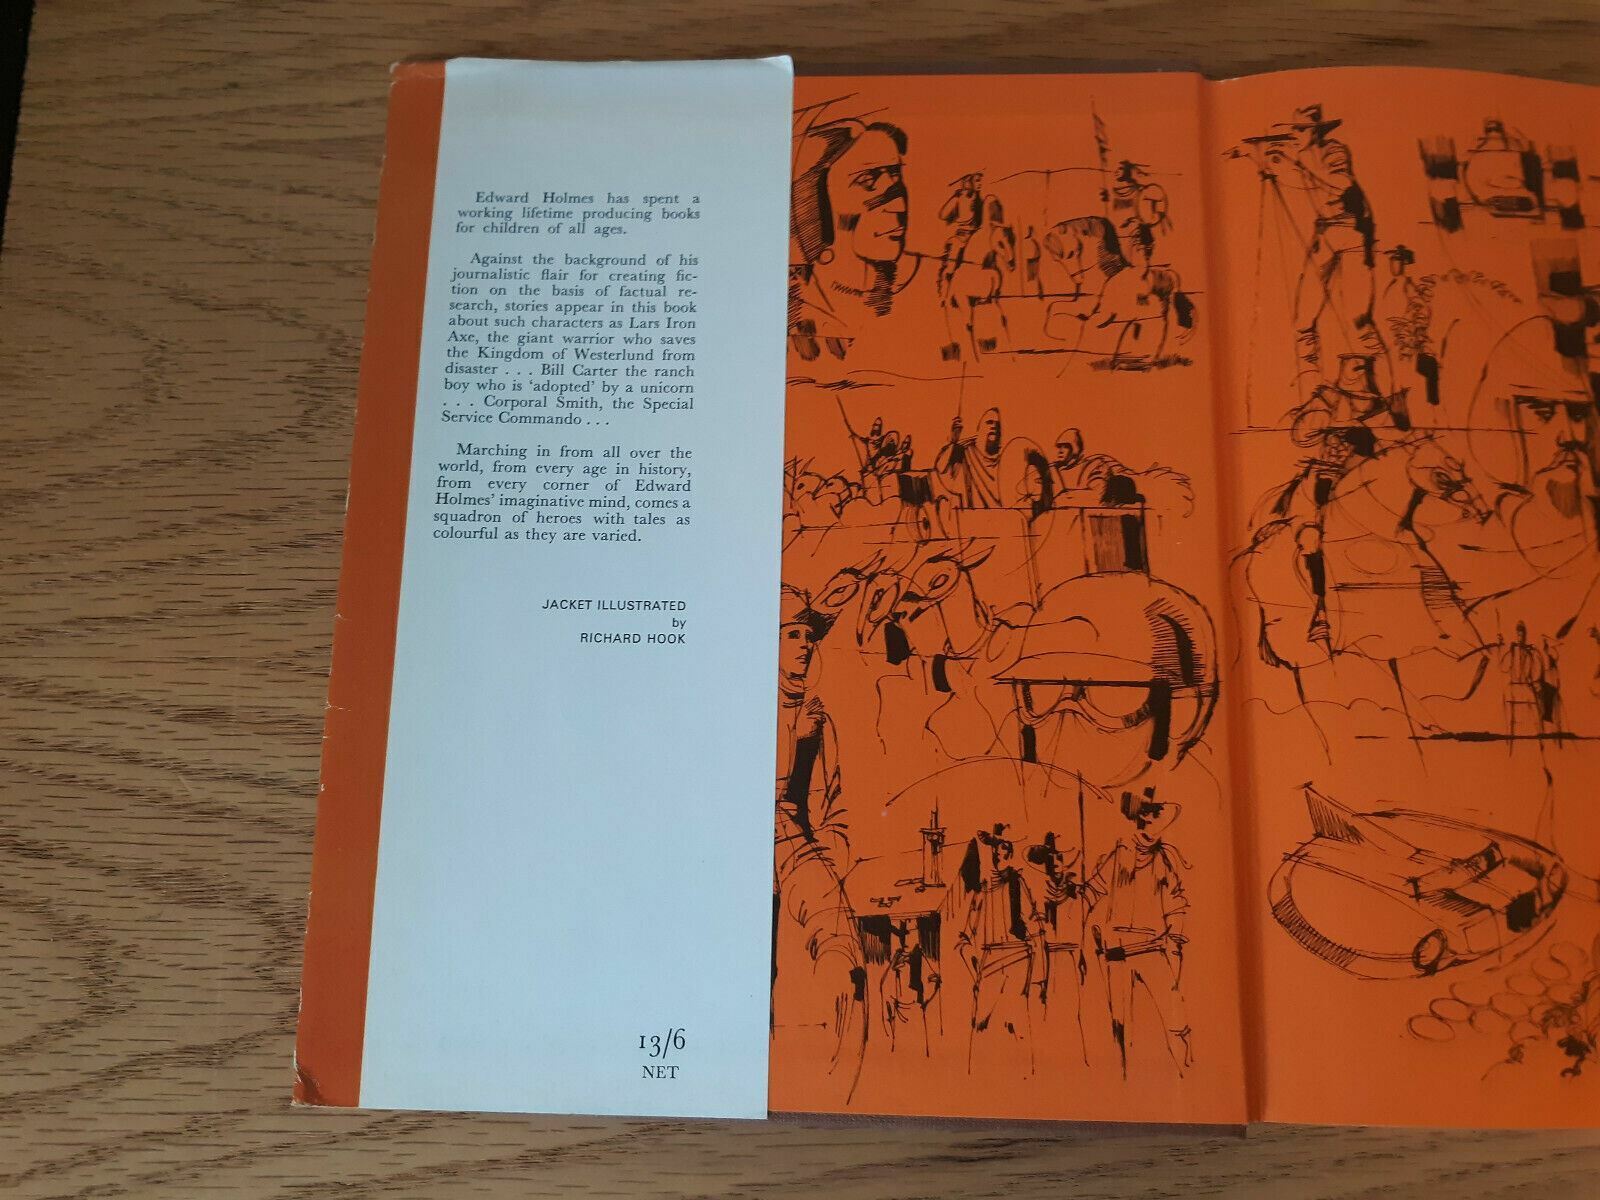 Edward Holmes has spent a
working lifetime producing books
for children of all ages.
Against the background of his
journalistic flair for creating fic-
tion on the basis of factual re-
search, stories appear in this book
about such characters as Lars Iron
Axe, the giant warrior who saves
the Kingdom of Westerlund from
disaster . . . Bill Carter the ranch
boy who is ‘adopted’ by a unicorn
. . . Corporal Smith, the Special
Service Commando . . .
Marching in from all over the
world, from every age in history,
from every corner of Edward
Holmes’ imaginative mind, comes a
squadron of heroes with tales as
colourful as they are varied.
JACKET ILLUSTRATED
by
RICHARD HOOK
13/6
NET